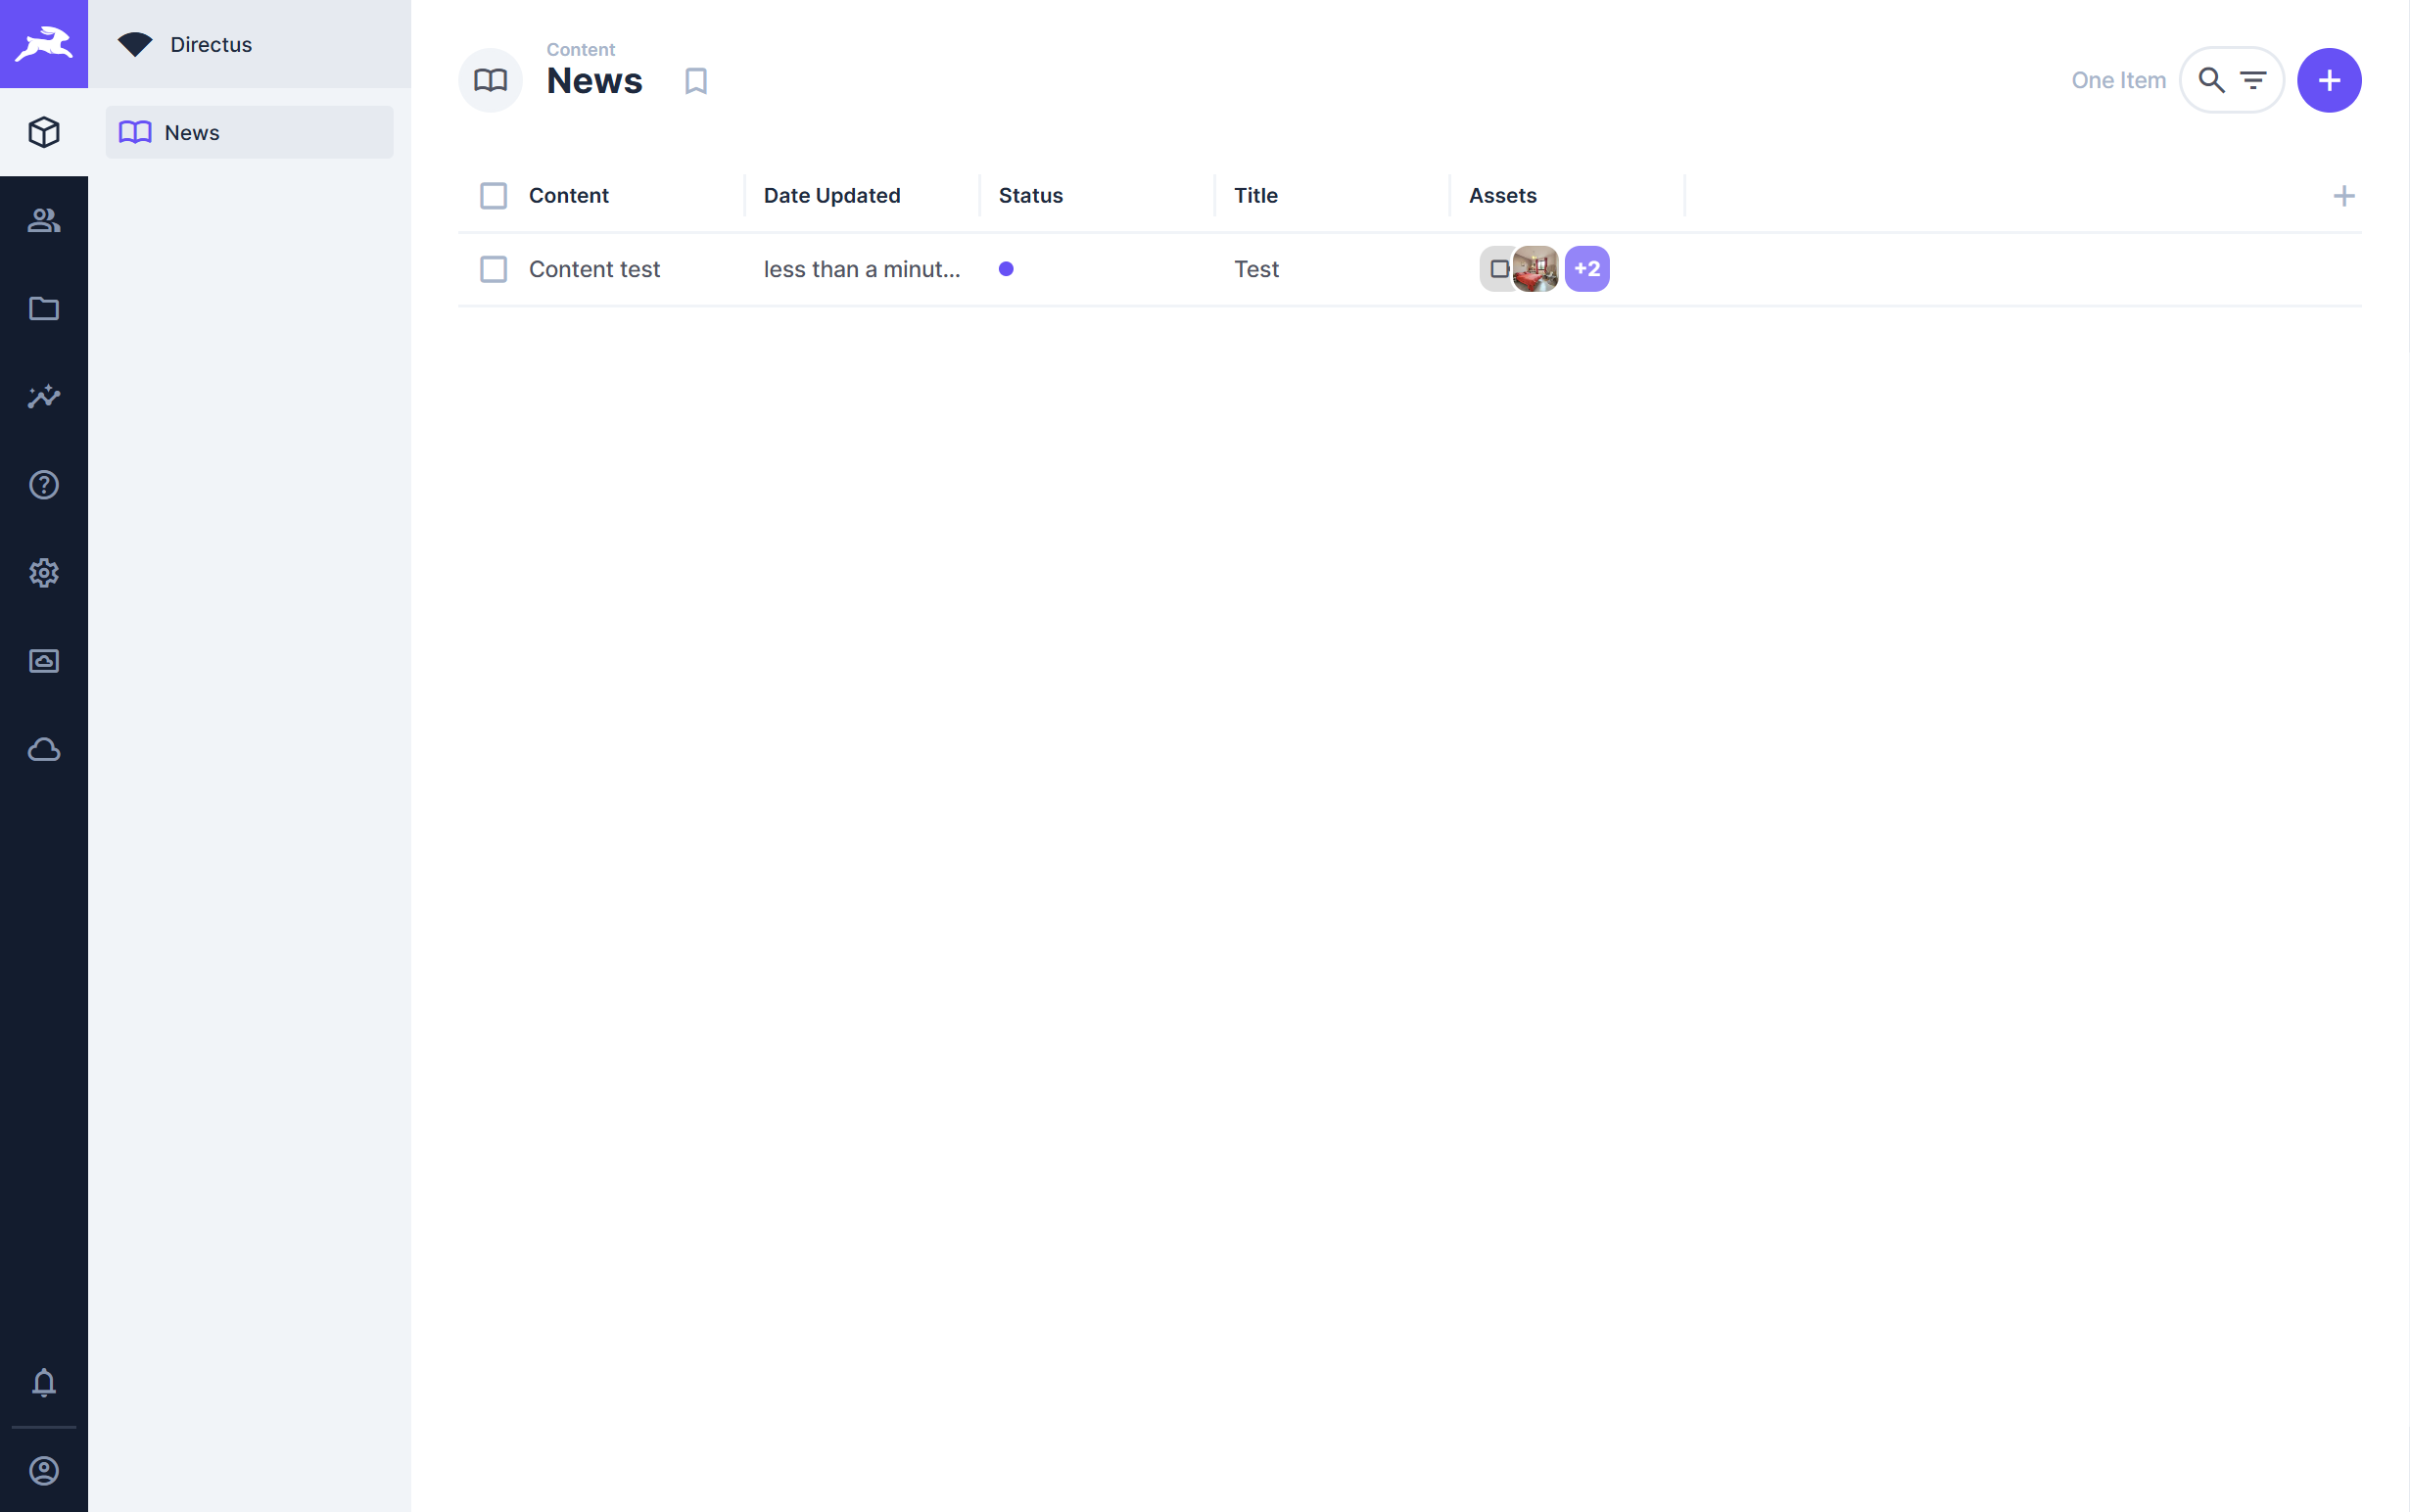 Directus
News
Content
News
One Item
Content
Date Updated
Status
Title
Assets
Content test
less than a minut...
Test
+2